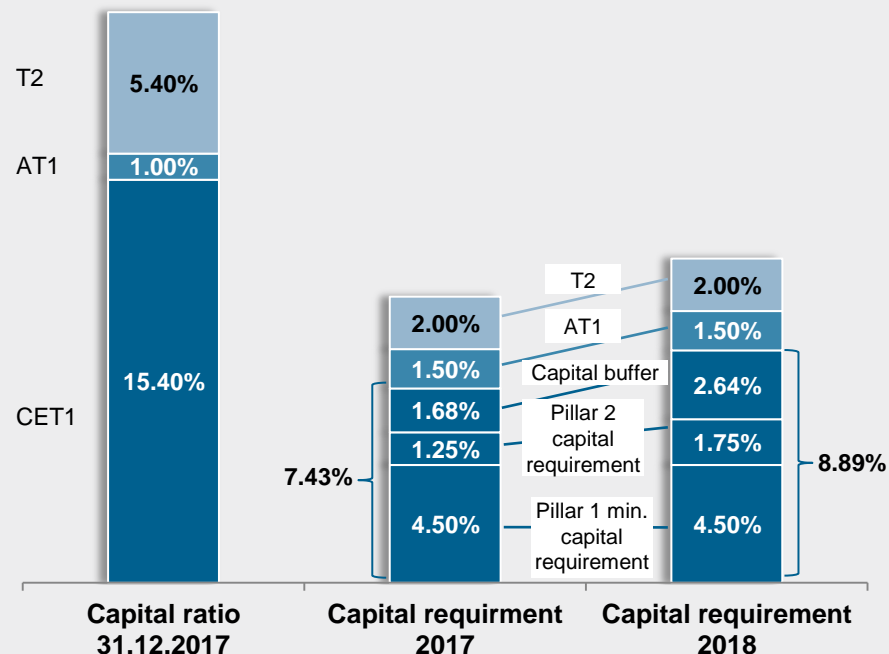 T2
AT1
CET1
5.40%
1.00%
15.40%
2.00%
1.50%
1.68%
1.25%
4.50%
7.43%
T2
AT1
Capital buffer
Pillar 2
capital
requirement
Pillar 1 min.
capital
requirement
2.00%
1.50%
2.64%
1.75%
4.50%
8.89%
Capital ratio
31.12.2017
Capital requirment
2017
Capital requirement
2018